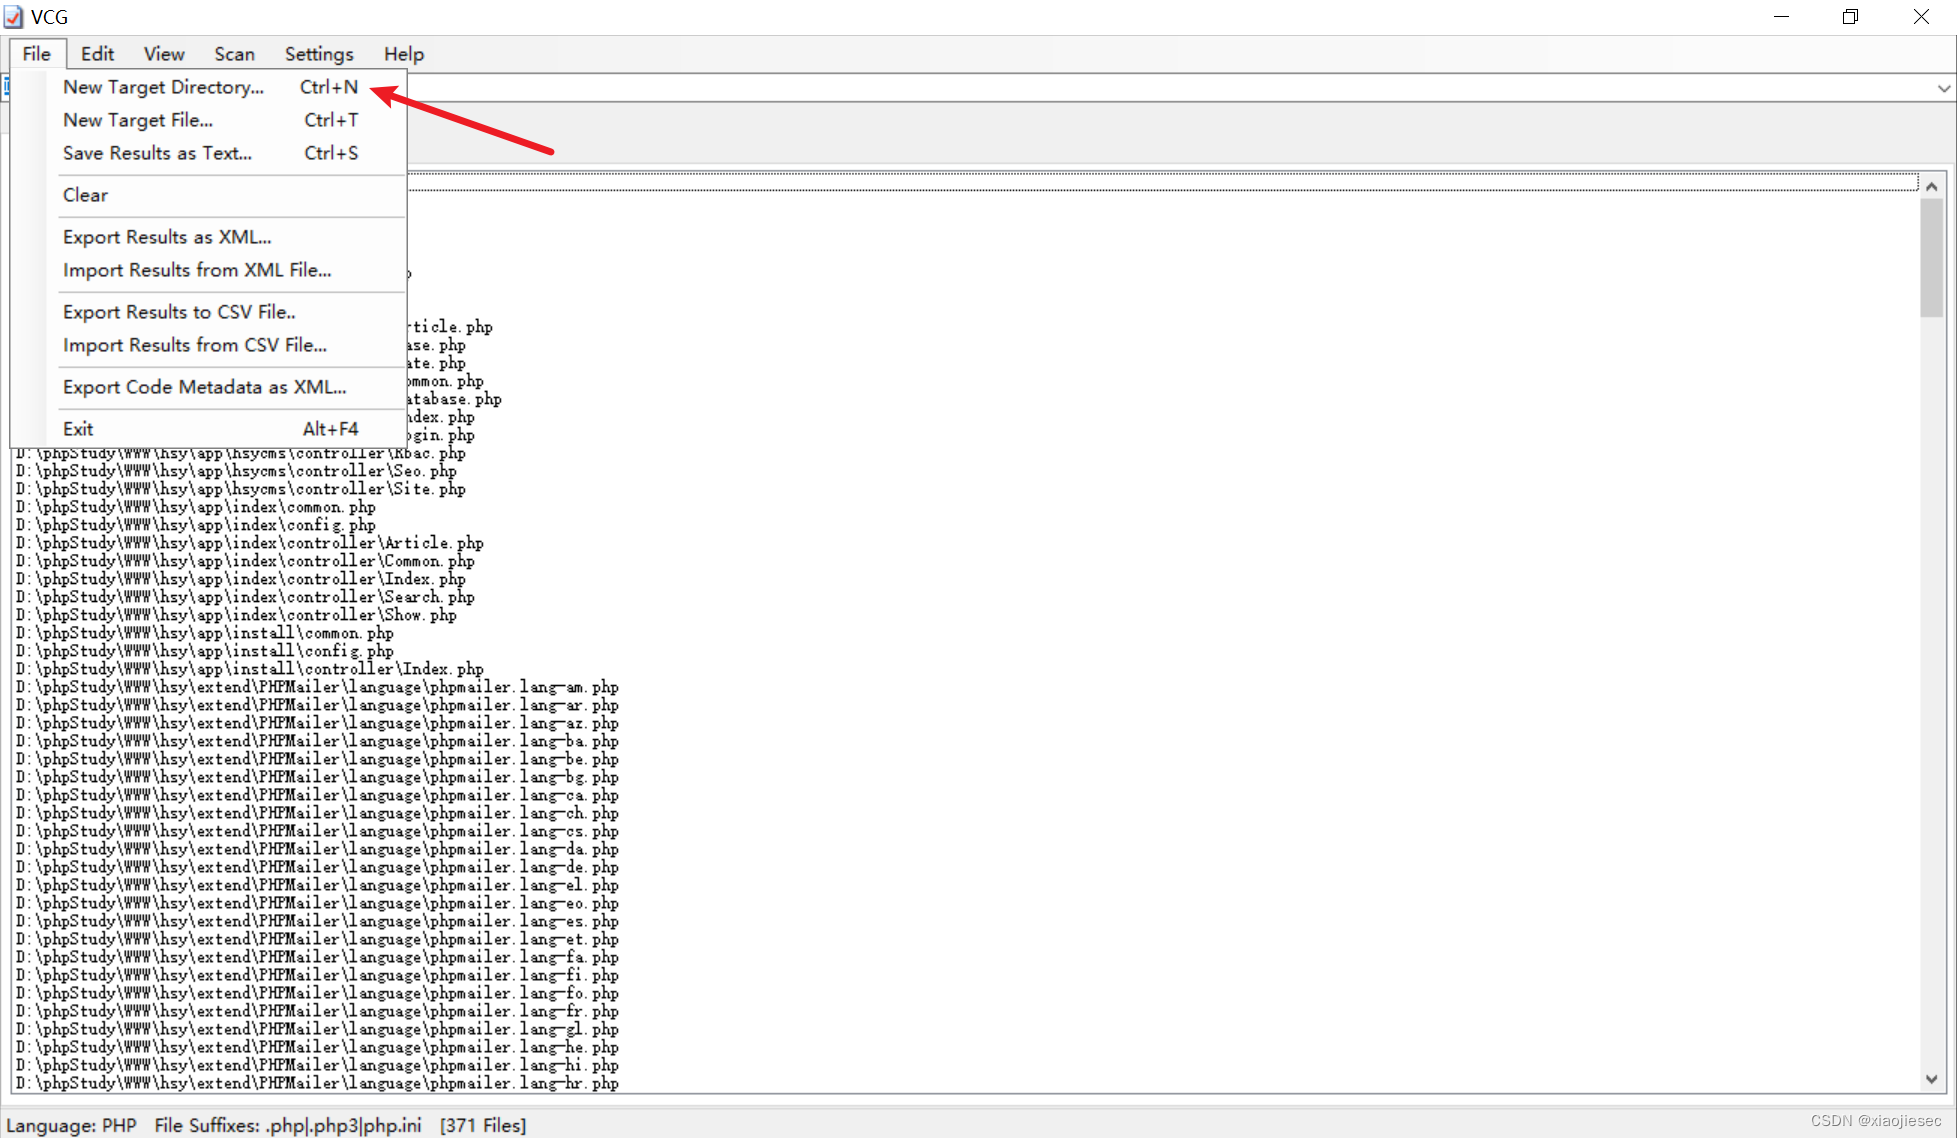 VCG
File Edit View Scan Settings Help
New Target Directory... Ctrl+N
New Target File... Ctrl+T
Save Results as Text... Ctrl+S
Clear
Export Results as XML...
Import Results from XML File...
Export Results to CSV File..
Import Results from CSV File...
Export Code Metadata as XML...
Exit Alt+F4
rticle.php
ase.php
ate.php
ommon.php
atabase.php
ndex.php
ogin.php
D:\phpStudy\WWW\hsy\app\hsycms\controller\Rbac.php
D:\phpStudy\WWW\hsy\app\hsycms\controller\Seo.php
D:\phpStudy\WWW\hsy\app\hsycms\controller\Site.php
D:\phpStudy\WWW\hsy\app\index\common.php
D:\phpStudy\WWW\hsy\app\index\config.php
D:\phpStudy\WWW\hsy\app\index\controller\Article.php
D:\phpStudy\WWW\hsy\app\index\controller\Common.php
D:\phpStudy\WWW\hsy\app\index\controller\Index.php
D:\phpStudy\WWW\hsy\app\index\controller\Search.php
D:\phpStudy\WWW\hsy\app\index\controller\Show.php
D:\phpStudy\WWW\hsy\app\install\common.php
D:\phpStudy\WWW\hsy\app\install\config.php
D:\phpStudy\WWW\hsy\app\install\controller\Index.php
D:\phpStudy\WWW\hsy\extend\PHPMailer\language\phpmailer.lang-am.php
D:\phpStudy\WWW\hsy\extend\PHPMailer\language\phpmailer.lang-ar.php
D:\phpStudy\WWW\hsy\extend\PHPMailer\language\phpmailer.lang-az.php
D:\phpStudy\WWW\hsy\extend\PHPMailer\language\phpmailer.lang-ba.php
D:\phpStudy\WWW\hsy\extend\PHPMailer\language\phpmailer.lang-be.php
D:\phpStudy\WWW\hsy\extend\PHPMailer\language\phpmailer.lang-bg.php
D:\phpStudy\WWW\hsy\extend\PHPMailer\language\phpmailer.lang-ca.php
D:\phpStudy\WWW\hsy\extend\PHPMailer\language\phpmailer.lang-ch.php
D:\phpStudy\WWW\hsy\extend\PHPMailer\language\phpmailer.lang-cs.php
D:\phpStudy\WWW\hsy\extend\PHPMailer\language\phpmailer.lang-da.php
D:\phpStudy\WWW\hsy\extend\PHPMailer\language\phpmailer.lang-de.php
D:\phpStudy\WWW\hsy\extend\PHPMailer\language\phpmailer.lang-el.php
D:\phpStudy\WWW\hsy\extend\PHPMailer\language\phpmailer.lang-eo.php
D:\phpStudy\WWW\hsy\extend\PHPMailer\language\phpmailer.lang-es.php
D:\phpStudy\WWW\hsy\extend\PHPMailer\language\phpmailer.lang-et.php
D:\phpStudy\WWW\hsy\extend\PHPMailer\language\phpmailer.lang-fa.php
D:\phpStudy\WWW\hsy\extend\PHPMailer\language\phpmailer.lang-fi.php
D:\phpStudy\WWW\hsy\extend\PHPMailer\language\phpmailer.lang-fo.php
D:\phpStudy\WWW\hsy\extend\PHPMailer\language\phpmailer.lang-fr.php
D:\phpStudy\WWW\hsy\extend\PHPMailer\language\phpmailer.lang-gl.php
D:\phpStudy\WWW\hsy\extend\PHPMailer\language\phpmailer.lang-he.php
D:\phpStudy\WWW\hsy\extend\PHPMailer\language\phpmailer.lang-hi.php
D:\phpStudy\WWW\hsy\extend\PHPMailer\language\phpmailer.lang-hr.php
Language: PHP File Suffixes: .php|.php3|php.ini [371 Files]
CSDN @xiaojiesec